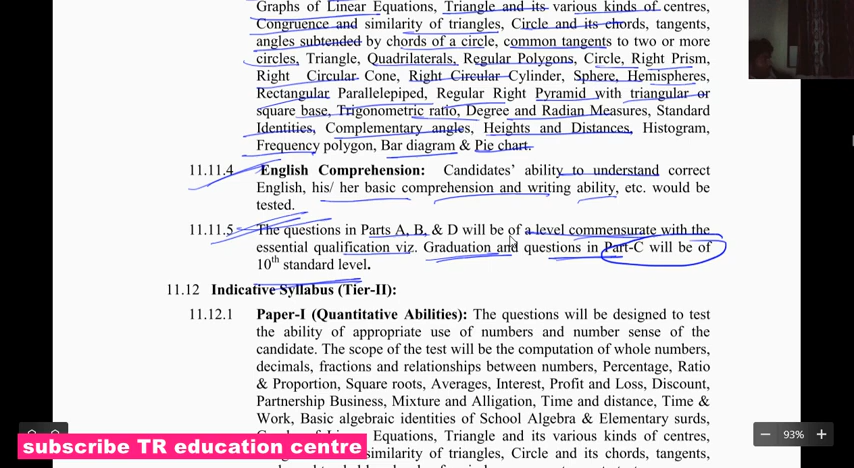 Graphs of Linear Equations, Triangle and its various kinds of centres,
Congruence and similarity of triangles, Circle and its chords, tangents,
angles subtended by chords of a circle, common tangents to two or more
circles, Triangle, Quadrilaterals, Regular Polygons, Circle, Right Prism,
Right Circular Cone, Right Circular Cylinder, Sphere, Hemispheres,
Rectangular Parallelepiped, Regular Right Pyramid with triangular or
square base, Trigonometric ratio, Degree and Radian Measures, Standard
Identities, Complementary angles, Heights and Distances, Histogram,
Frequency polygon, Bar diagram & Pie chart.
11.11.4 English Comprehension: Candidates’ ability to understand correct
English, his/ her basic comprehension and writing ability, etc. would be
tested.
11.11.5 The questions in Parts A, B, & D will be of a level commensurate with the
essential qualification viz. Graduation and questions in Part-C will be of
10th standard level.
11.12 Indicative Syllabus (Tier-II):
11.12.1 Paper-I (Quantitative Abilities): The questions will be designed to test
the ability of appropriate use of numbers and number sense of the
candidate. The scope of the test will be the computation of whole numbers,
decimals, fractions and relationships between numbers, Percentage, Ratio
& Proportion, Square roots, Averages, Interest, Profit and Loss, Discount,
Partnership Business, Mixture and Alligation, Time and distance, Time &
Work, Basic algebraic identities of School Algebra & Elementary surds,
Equations, Triangle and its various kinds of centres,
similarity of triangles, Circle and its chords, tangents,
subscribe TR education centre
93%